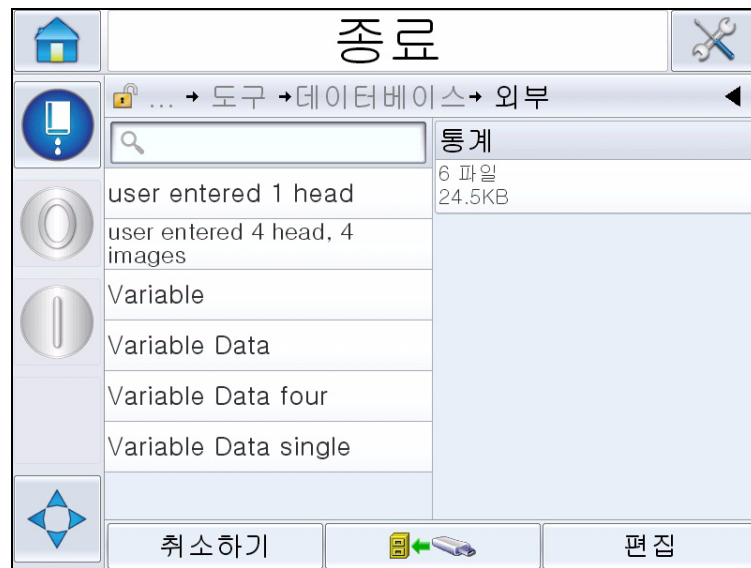 종료
... → 도구 →데이터베이스→ 외부
통계
6 파일
24.5KB
user entered 1 head
user entered 4 head, 4
images
Variable
Variable Data
Variable Data four
Variable Data single
취소하기
편집